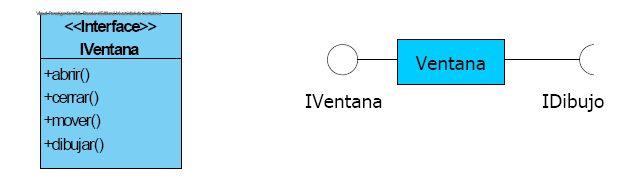 <<Interface>>
IVentana
+abrir()
+cerrar()
+mover()
+dibujar()
Ventana
IVentana
IDibujo